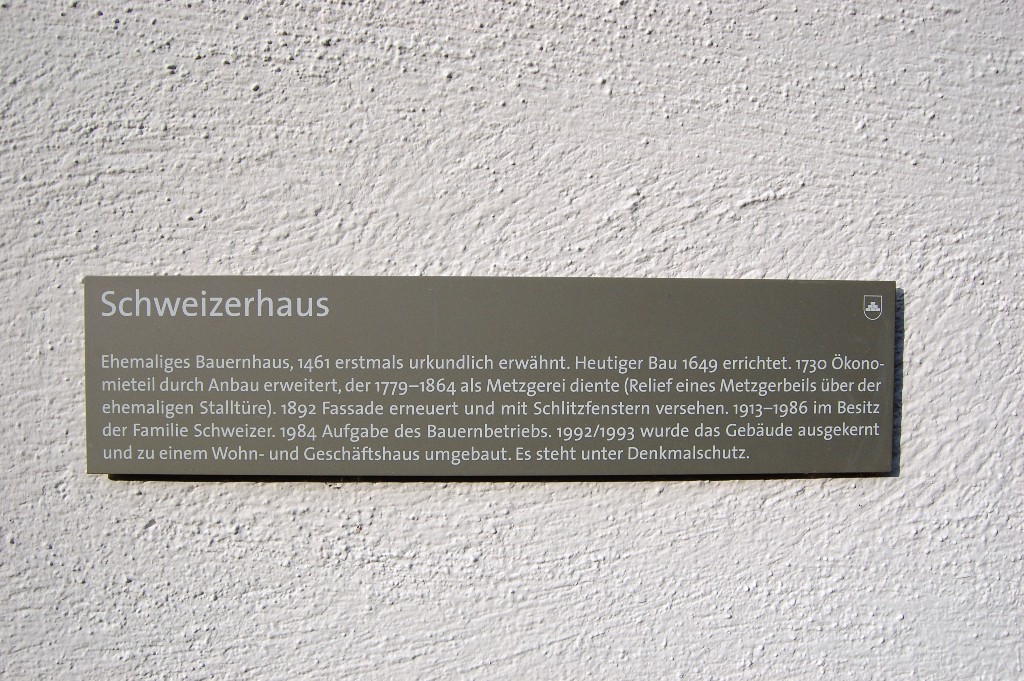 Schweizerhaus
Ehemaliges Bauernhaus, 1461 erstmals urkundlich erwähnt. Heutiger Bau 1649 errichtet. 1730 Ökono-
mieteil durch Anbau erweitert, der 1779–1864 als Metzgerei diente (Relief eines Metzgerbeils über der
ehemaligen Stalltüre). 1892 Fassade erneuert und mit Schlitzfenstern versehen. 1913–1986 im Besitz
der Familie Schweizer. 1984 Aufgabe des Bauernbetriebs. 1992/1993 wurde das Gebäude ausgekernt
und zu einem Wohn- und Geschäftshaus umgebaut. Es steht unter Denkmalschutz.